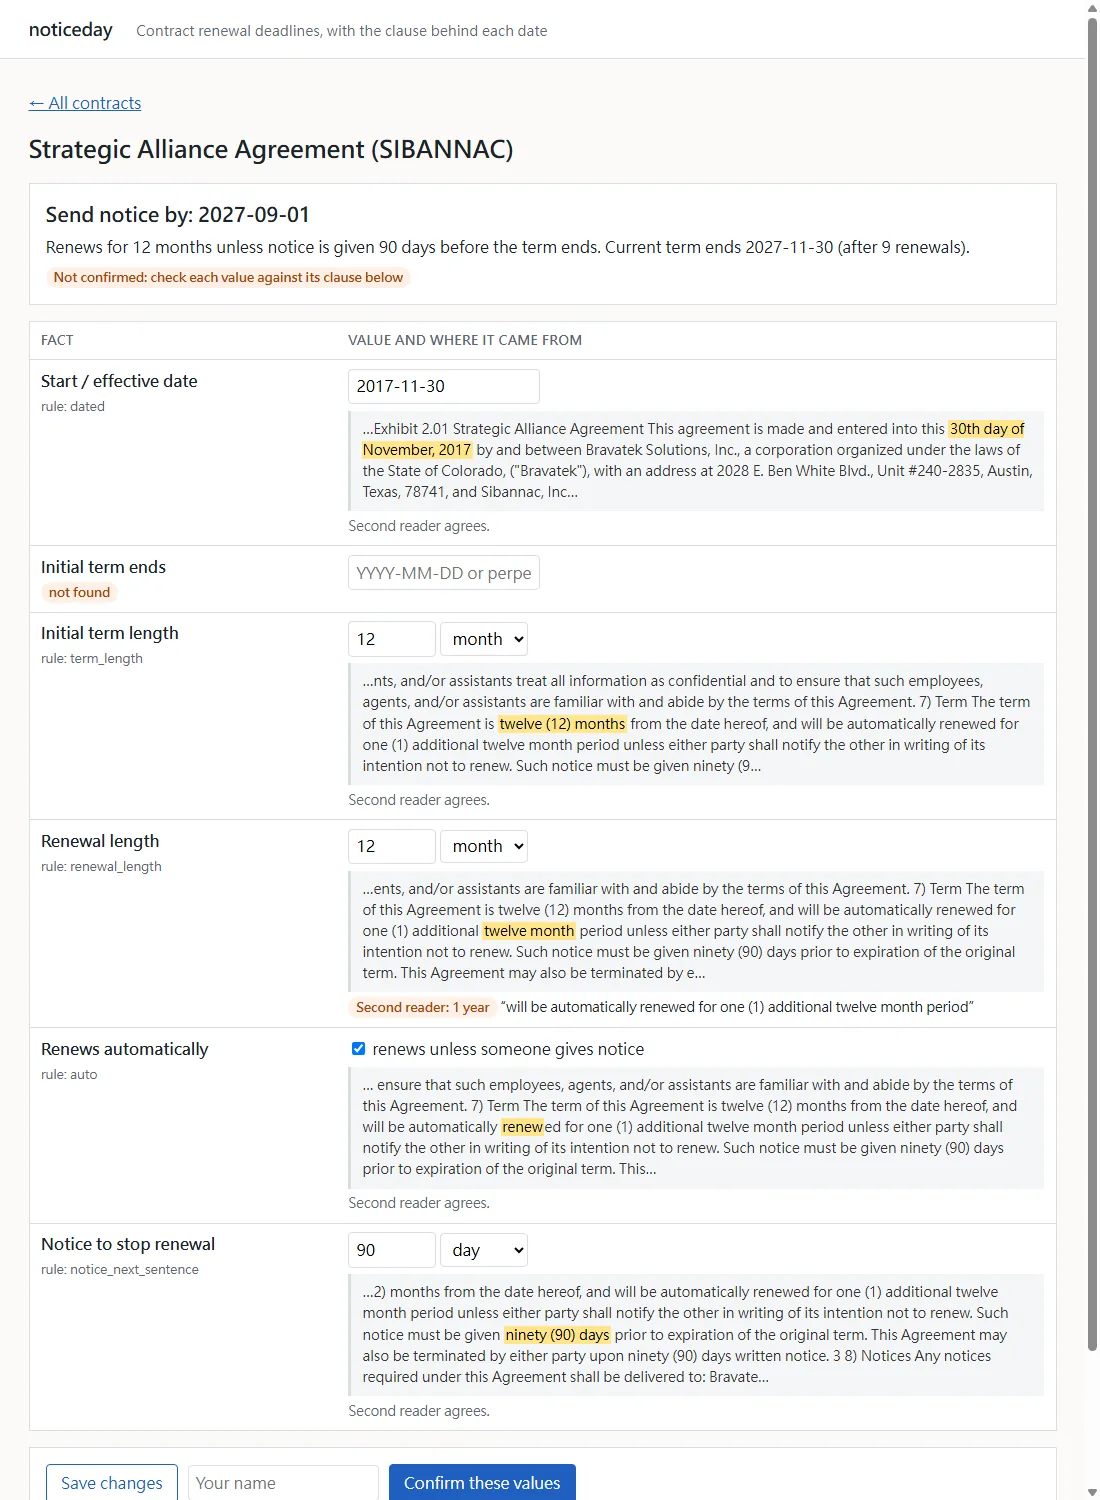 noticeday Contract renewal deadlines, with the clause behind each date
← All contracts
Strategic Alliance Agreement (SIBANNAC)
Send notice by: 2027-09-01
Renews for 12 months unless notice is given 90 days before the term ends. Current term ends 2027-11-30 (after 9 renewals).
Not confirmed: check each value against its clause below
FACT VALUE AND WHERE IT CAME FROM
Start / effective date
rule: dated
2017-11-30
...Exhibit 2.01 Strategic Alliance Agreement This agreement is made and entered into this 30th day of
November, 2017 by and between Bravatek Solutions, Inc., a corporation organized under the laws of
the State of Colorado, ("Bravatek"), with an address at 2028 E. Ben White Blvd., Unit #240-2835, Austin,
Texas, 78741, and Sibannac, Inc...
Second reader agrees.
Initial term ends
not found
YYYY-MM-DD or perpe
Initial term length
rule: term_length
12 month
...nts, and/or assistants treat all information as confidential and to ensure that such employees,
agents, and/or assistants are familiar with and abide by the terms of this Agreement. 7) Term The term
of this Agreement is twelve (12) months from the date hereof, and will be automatically renewed for
one (1) additional twelve month period unless either party shall notify the other in writing of its
intention not to renew. Such notice must be given ninety (9...
Second reader agrees.
Renewal length
rule: renewal_length
12 month
...ents, and/or assistants are familiar with and abide by the terms of this Agreement. 7) Term The term
of this Agreement is twelve (12) months from the date hereof, and will be automatically renewed for
one (1) additional twelve month period unless either party shall notify the other in writing of its
intention not to renew. Such notice must be given ninety (90) days prior to expiration of the original
term. This Agreement may also be terminated by e...
Second reader: 1 year “will be automatically renewed for one (1) additional twelve month period”
Renews automatically
rule: auto
renews unless someone gives notice
... ensure that such employees, agents, and/or assistants are familiar with and abide by the terms of
this Agreement. 7) Term The term of this Agreement is twelve (12) months from the date hereof, and
will be automatically renewed for one (1) additional twelve month period unless either party shall
notify the other in writing of its intention not to renew. Such notice must be given ninety (90) days
prior to expiration of the original term. This...
Second reader agrees.
Notice to stop renewal
rule: notice_next_sentence
90 day
...2) months from the date hereof, and will be automatically renewed for one (1) additional twelve
month period unless either party shall notify the other in writing of its intention not to renew. Such
notice must be given ninety (90) days prior to expiration of the original term. This Agreement may
also be terminated by either party upon ninety (90) days written notice. 3 8) Notices Any notices
required under this Agreement shall be delivered to: Bravate...
Second reader agrees.
Save changes Your name Confirm these values